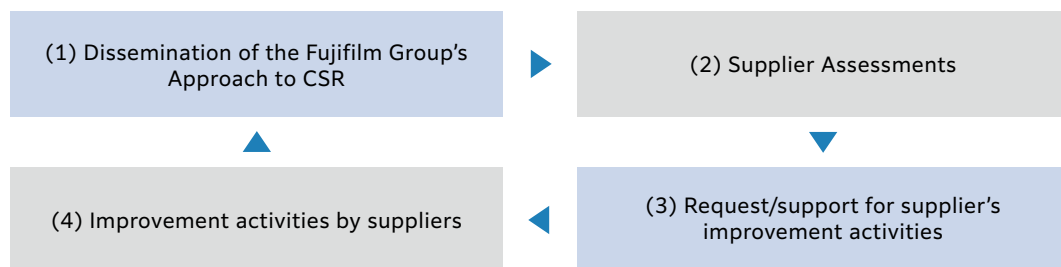 (1) Dissemination of the Fujifilm Group’s
Approach to CSR
(2) Supplier Assessments
(3) Request/support for supplier’s
improvement activities
(4) Improvement activities by suppliers